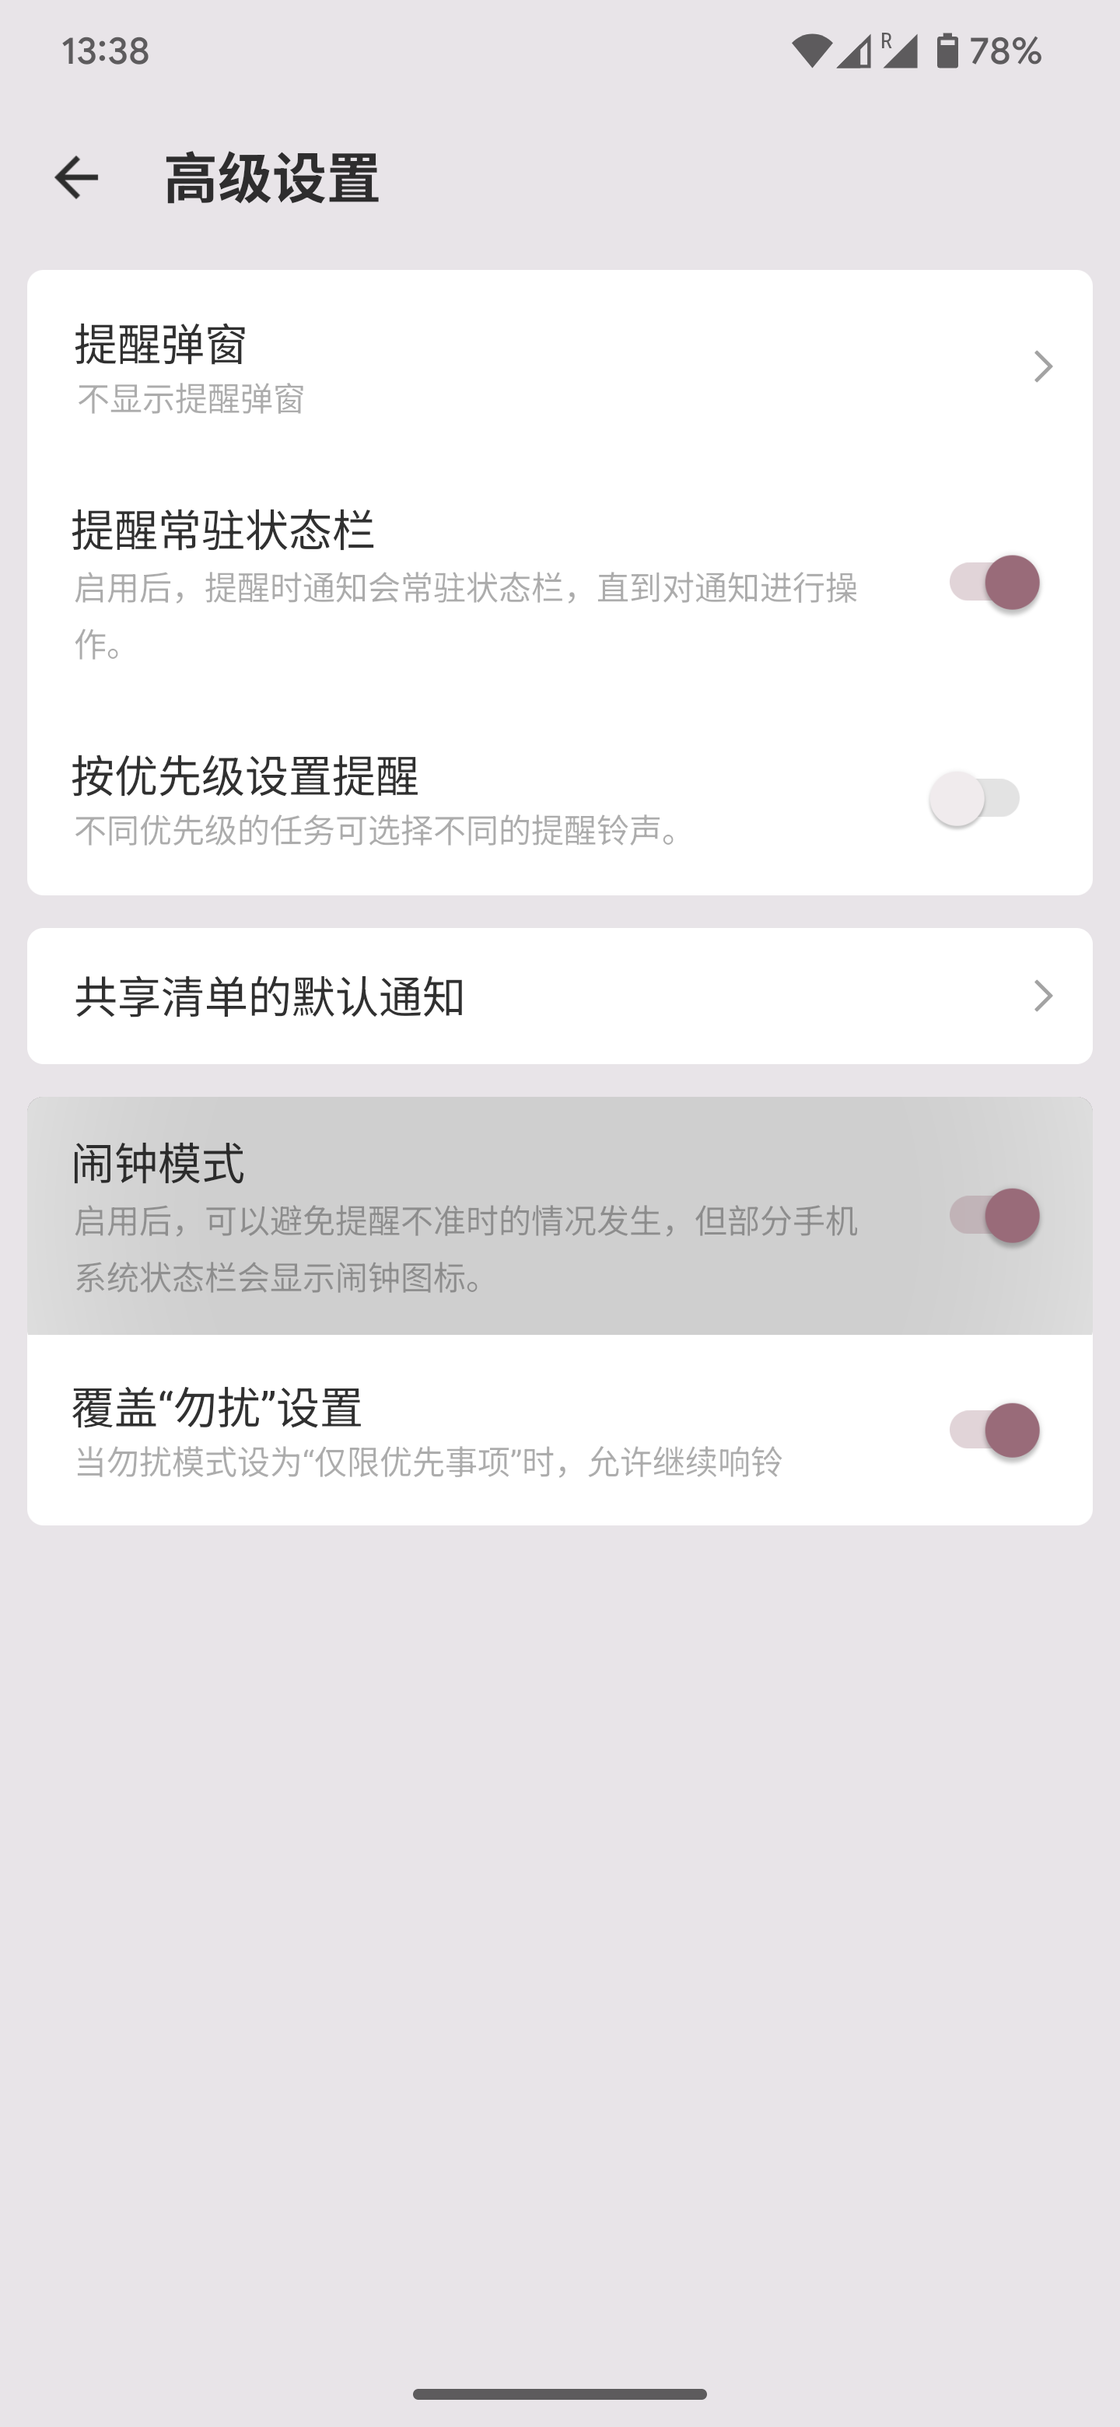 13:38
R
78%
高级设置
提醒弹窗
不显示提醒弹窗
提醒常驻状态栏
启用后，提醒时通知会常驻状态栏，直到对通知进行操
作。
按优先级设置提醒
不同优先级的任务可选择不同的提醒铃声。
共享清单的默认通知
闹钟模式
启用后，可以避免提醒不准时的情况发生，但部分手机
系统状态栏会显示闹钟图标。
覆盖“勿扰”设置
当勿扰模式设为“仅限优先事项”时，允许继续响铃